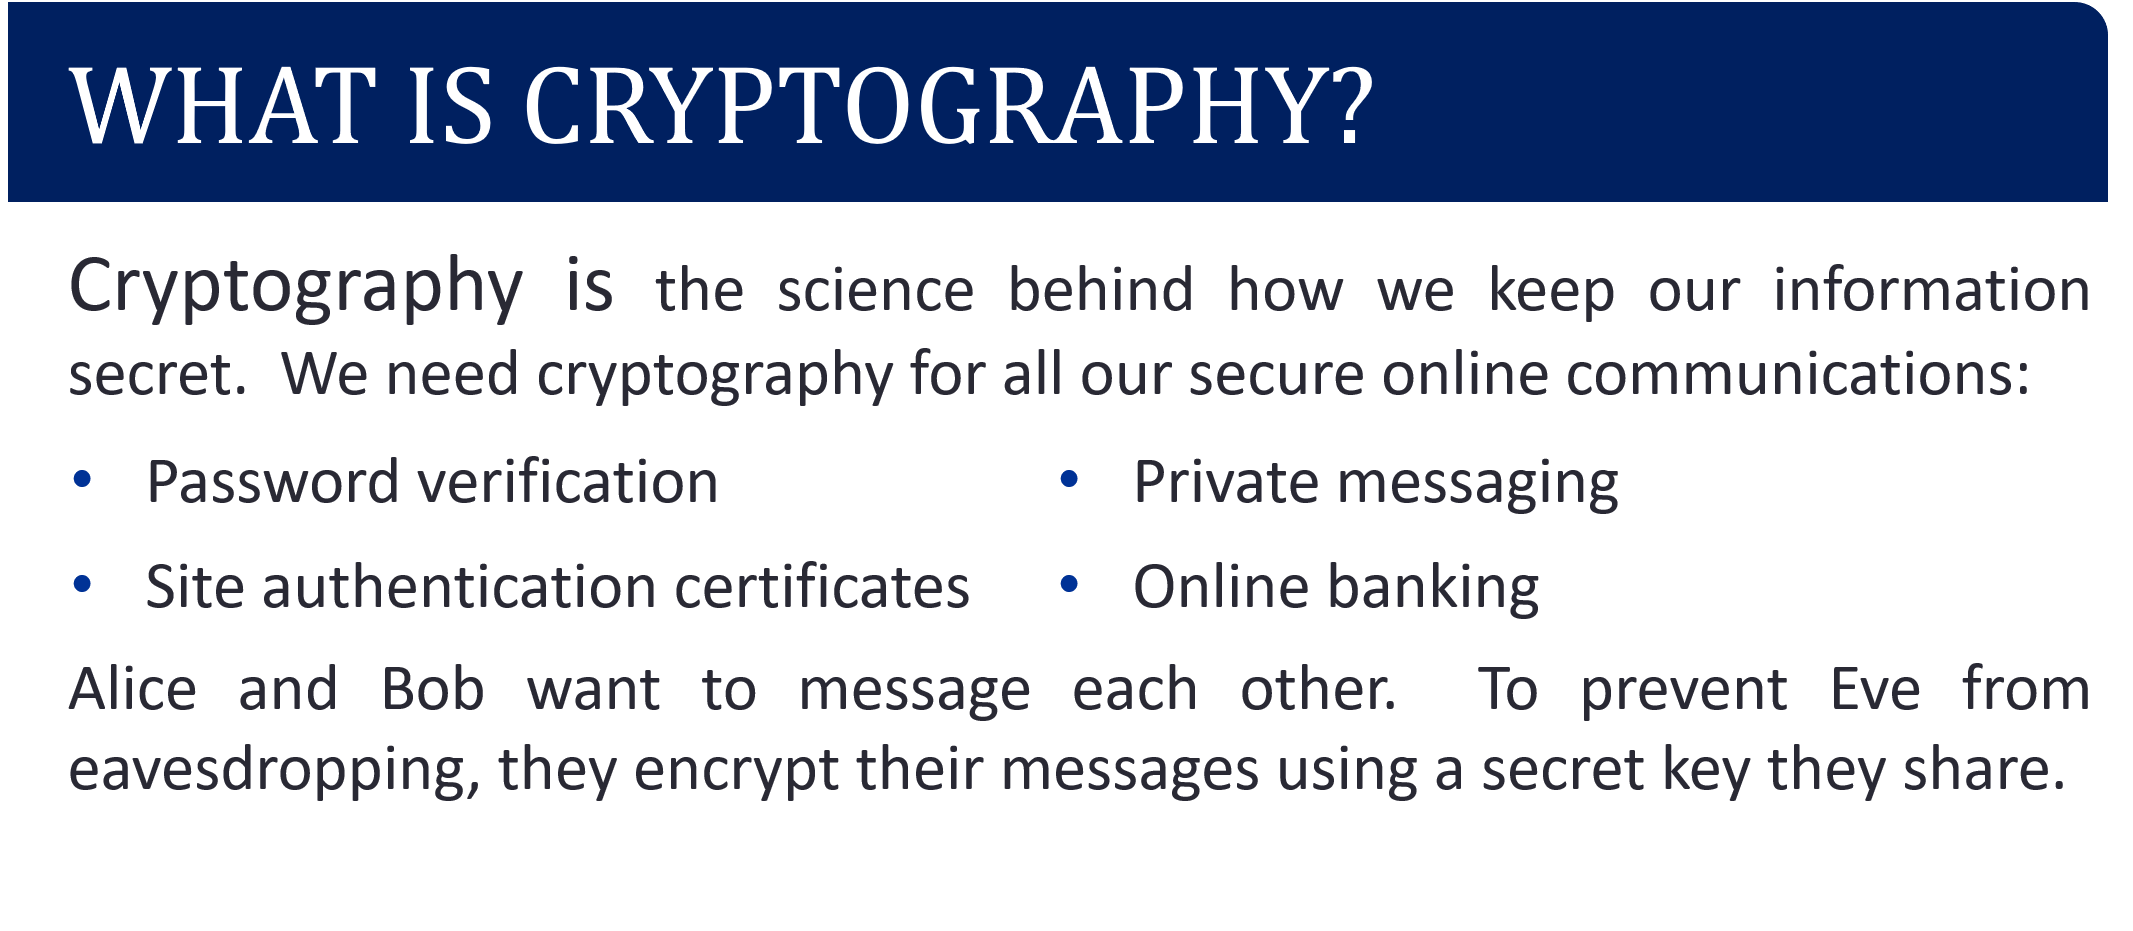 WHAT IS CRYPTOGRAPHY?
Cryptography is the science behind how we keep our information
secret.  We need cryptography for all our secure online communications:
• Password verification
• Site authentication certificates
• Private messaging
• Online banking
Alice and Bob want to message each other.  To prevent Eve from
eavesdropping, they encrypt their messages using a secret key they share.